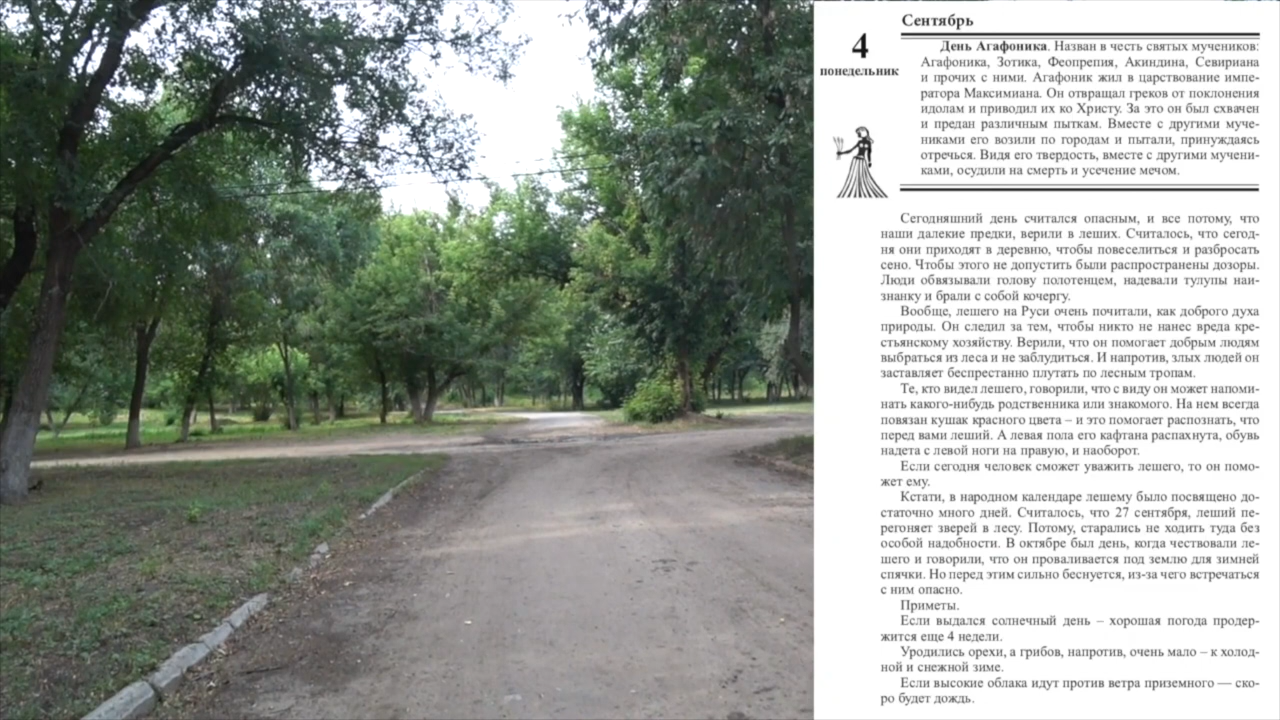 Сентябрь
4
понедельник
День Агафоника. Назван в честь святых мучеников:
Агафоника, Зотика, Феопрепия, Акиндина, Севириана
и прочих с ними. Агафоник жил в царствование импе-
ратора Максимиана. Он отвращал греков от поклонения
идолам и приводил их ко Христу. За это он был схвачен
и предан различным пыткам. Вместе с другими муче-
никами его возили по городам и пытали, принуждаясь
отречься. Видя его твердость, вместе с другими мучени-
ками, осудили на смерть и усечение мечом.
Сегодняшний день считался опасным, и все потому, что
наши далекие предки, верили в леших. Считалось, что сегод-
ня они приходят в деревню, чтобы повеселиться и разбросать
сено. Чтобы этого не допустить были распространены дозоры.
Люди обвязывали голову полотенцем, надевали тулупы наи-
знанку и брали с собой кочергу.
Вообще, лешего на Руси очень почитали, как доброго духа
природы. Он следил за тем, чтобы никто не нанес вреда кре-
стьянскому хозяйству. Верили, что он помогает добрым людям
выбраться из леса и не заблудиться. И напротив, злых людей он
заставляет беспрестанно плутать по лесным тропам.
Те, кто видел лешего, говорили, что с виду он может напоми-
нать какого-нибудь родственника или знакомого. На нем всегда
повязан кушак красного цвета – и это помогает распознать, что
перед вами леший. А левая пола его кафтана распахнута, обувь
надета с левой ноги на правую, и наоборот.
Если сегодня человек сможет уважить лешего, то он помо-
жет ему.
Кстати, в народном календаре лешему было посвящено до-
статочно много дней. Считалось, что 27 сентября, леший пе-
регоняет зверей в лесу. Потому, старались не ходить туда без
особой надобности. В октябре был день, когда чествовали ле-
шего и говорили, что он проваливается под землю для зимней
спячки. Но перед этим сильно беснуется, из-за чего встречаться
с ним опасно.
Приметы.
Если выдался солнечный день – хорошая погода продер-
жится еще 4 недели.
Уродились орехи, а грибов, напротив, очень мало – к холод-
ной и снежной зиме.
Если высокие облака идут против ветра приземного — ско-
ро будет дождь.